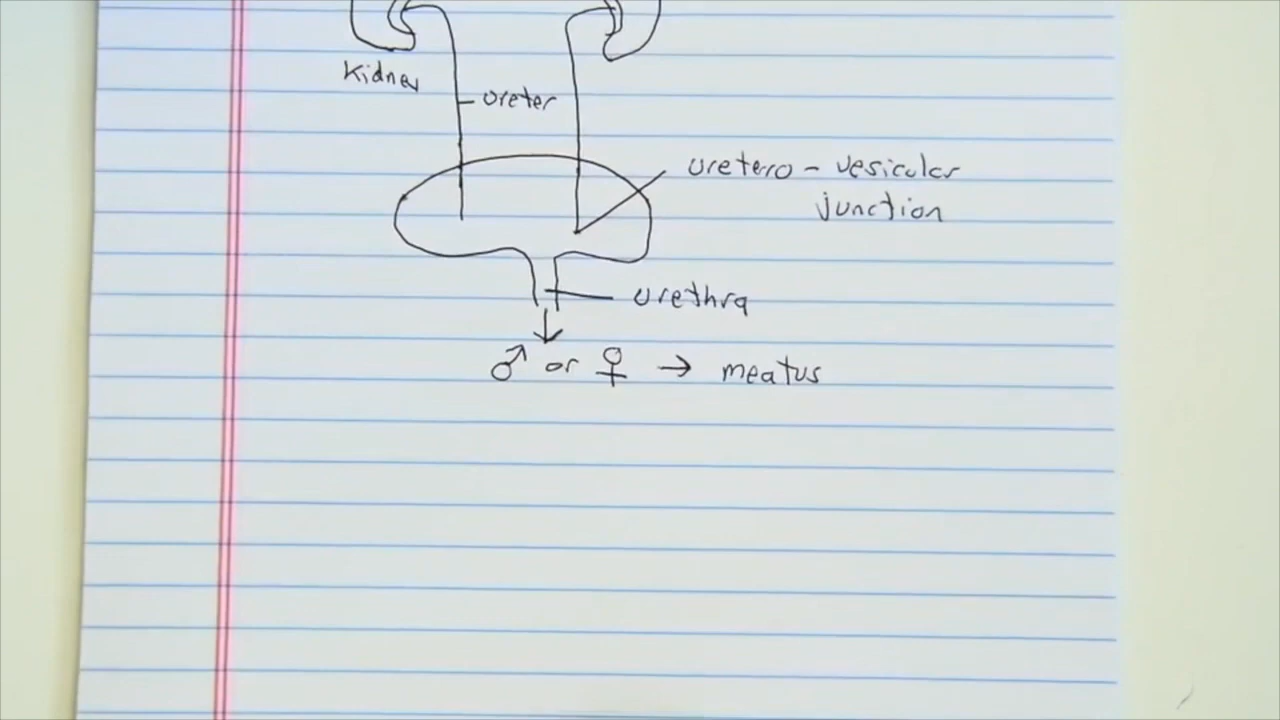 Kidney
ureter
uretero - vesicular
junction
urethra
↓
♂ or ♀ → meatus